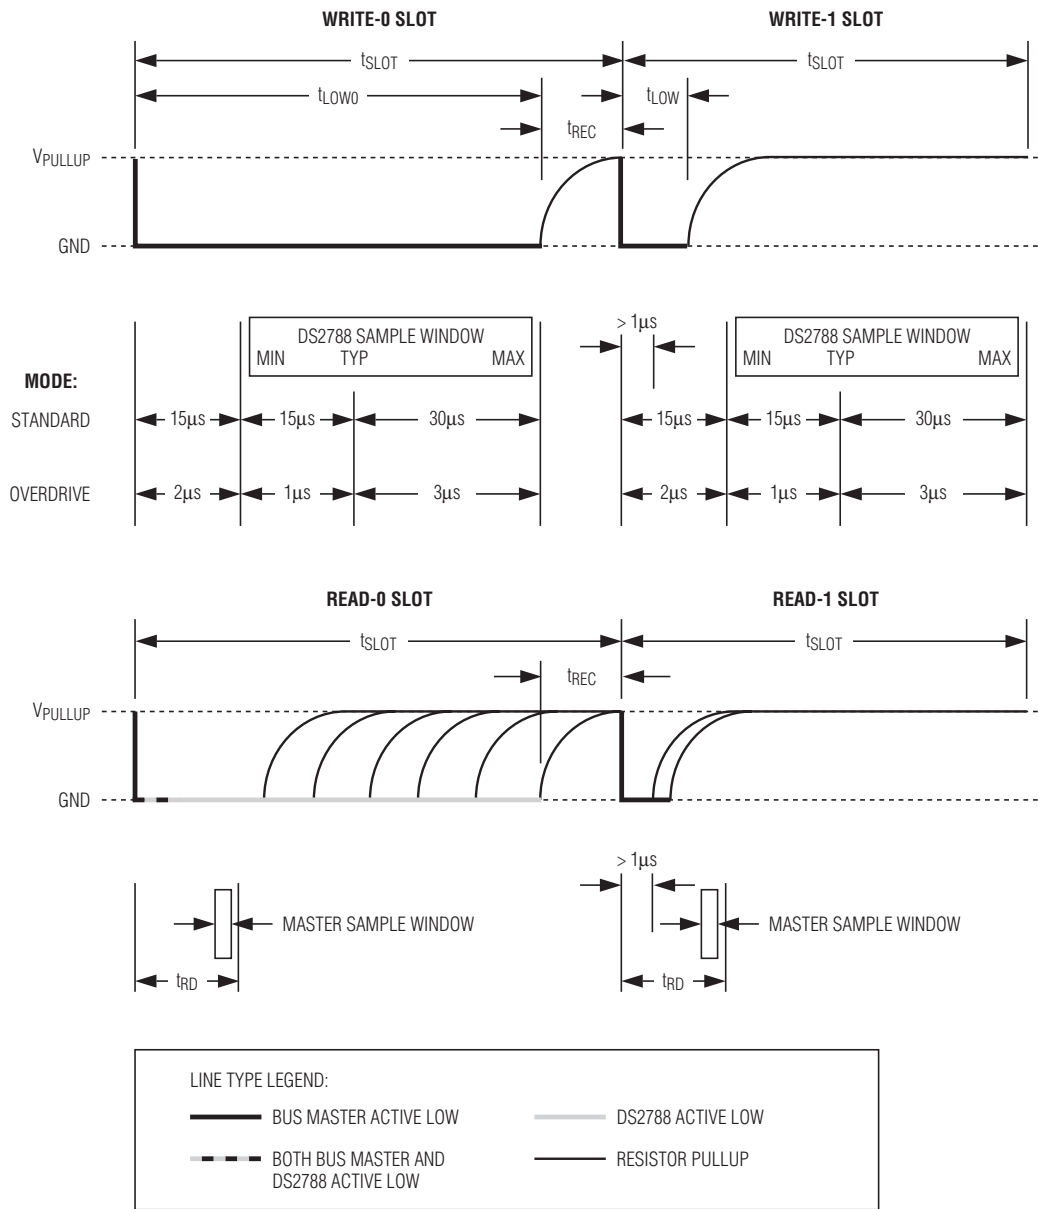 WRITE-0 SLOT WRITE-1 SLOT
tSLOT tSLOT
tLOW0 tLOW
tREC
VPULLUP
GND
> 1μs
DS2788 SAMPLE WINDOW DS2788 SAMPLE WINDOW
MIN TYP MAX MIN TYP MAX
MODE:
STANDARD 15μs 15μs 30μs 15μs 15μs 30μs
OVERDRIVE 2μs 1μs 3μs 2μs 1μs 3μs
READ-0 SLOT READ-1 SLOT
tSLOT tSLOT
tREC
VPULLUP
GND
> 1μs
MASTER SAMPLE WINDOW MASTER SAMPLE WINDOW
tRD tRD
LINE TYPE LEGEND:
BUS MASTER ACTIVE LOW DS2788 ACTIVE LOW
BOTH BUS MASTER AND RESISTOR PULLUP
DS2788 ACTIVE LOW